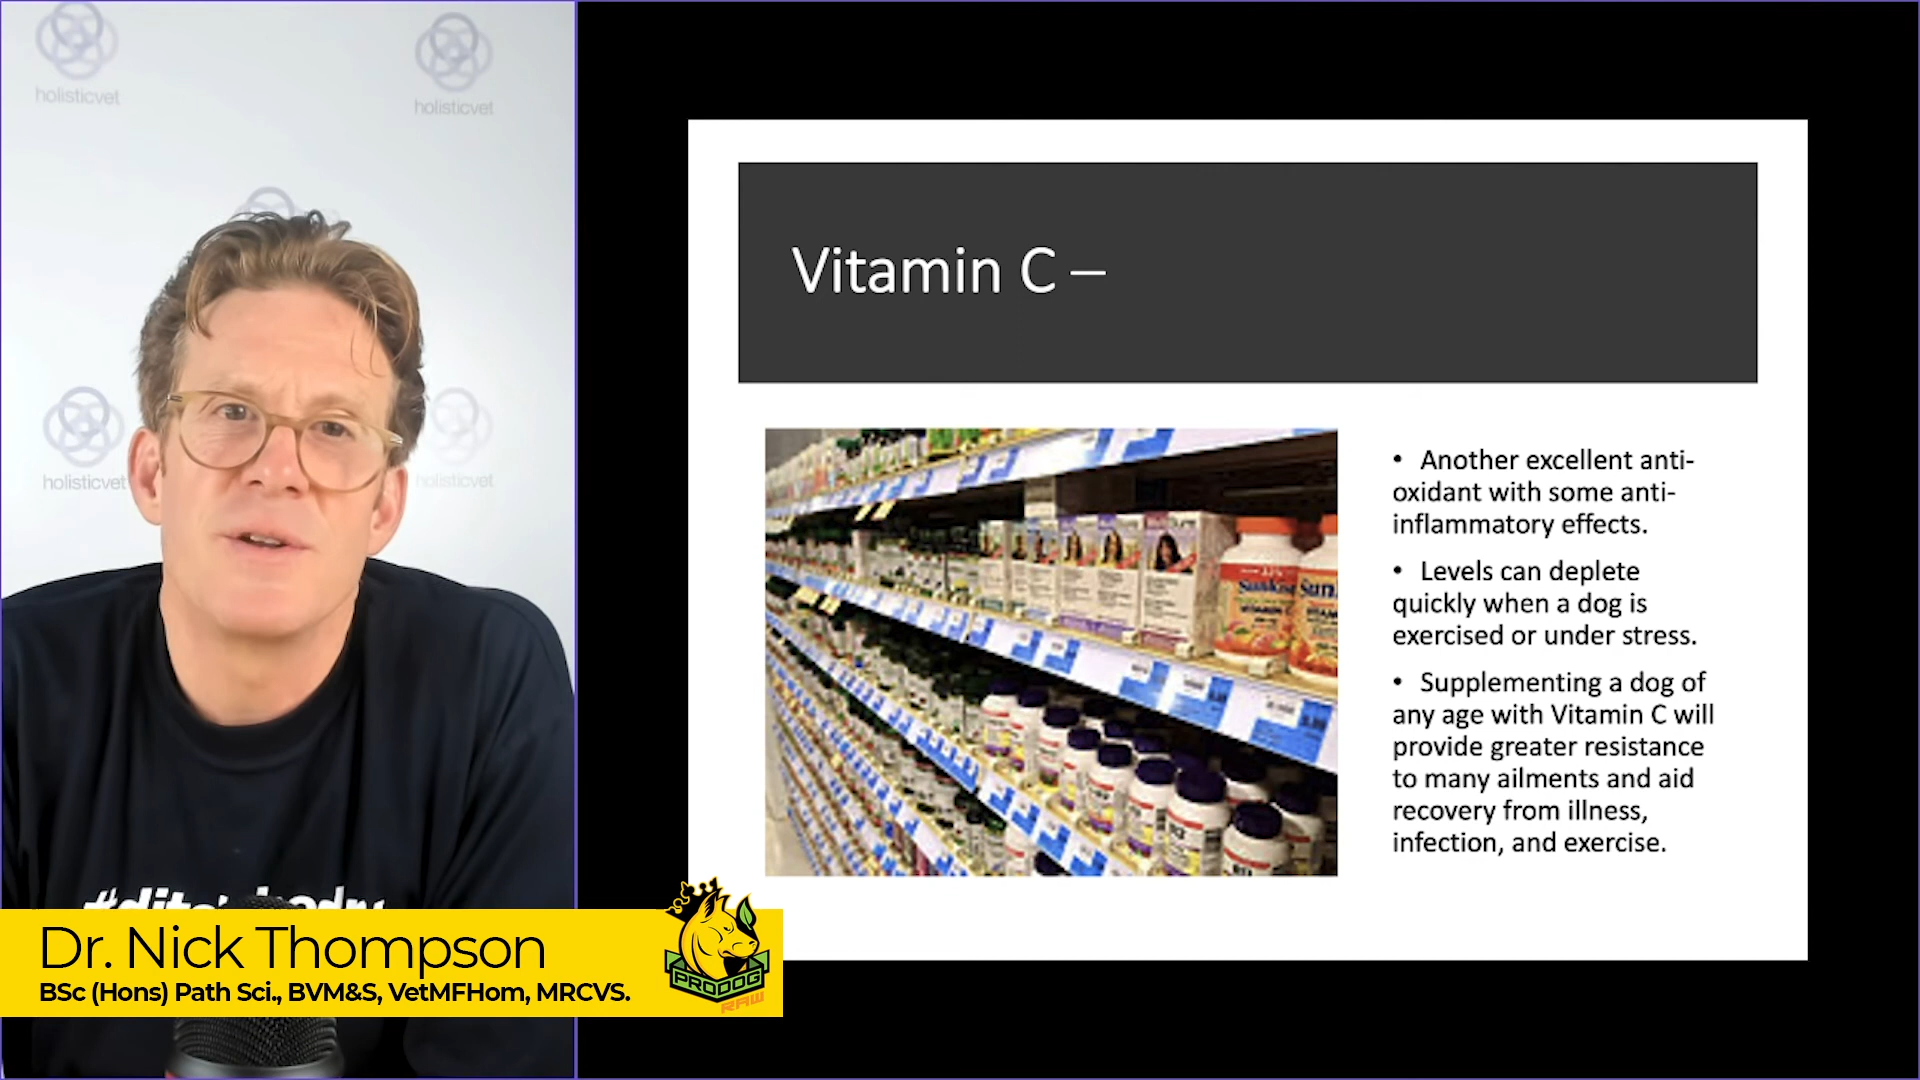 holisticvet
holisticvet
holisticvet
holisticvet
Dr. Nick Thompson
BSc (Hons) Path Sci., BVM&S, VetMFHom, MRCVS.
PRODOG
RAW
Vitamin C –
• Another excellent anti-
oxidant with some anti-
inflammatory effects.
• Levels can deplete
quickly when a dog is
exercised or under stress.
• Supplementing a dog of
any age with Vitamin C will
provide greater resistance
to many ailments and aid
recovery from illness,
infection, and exercise.